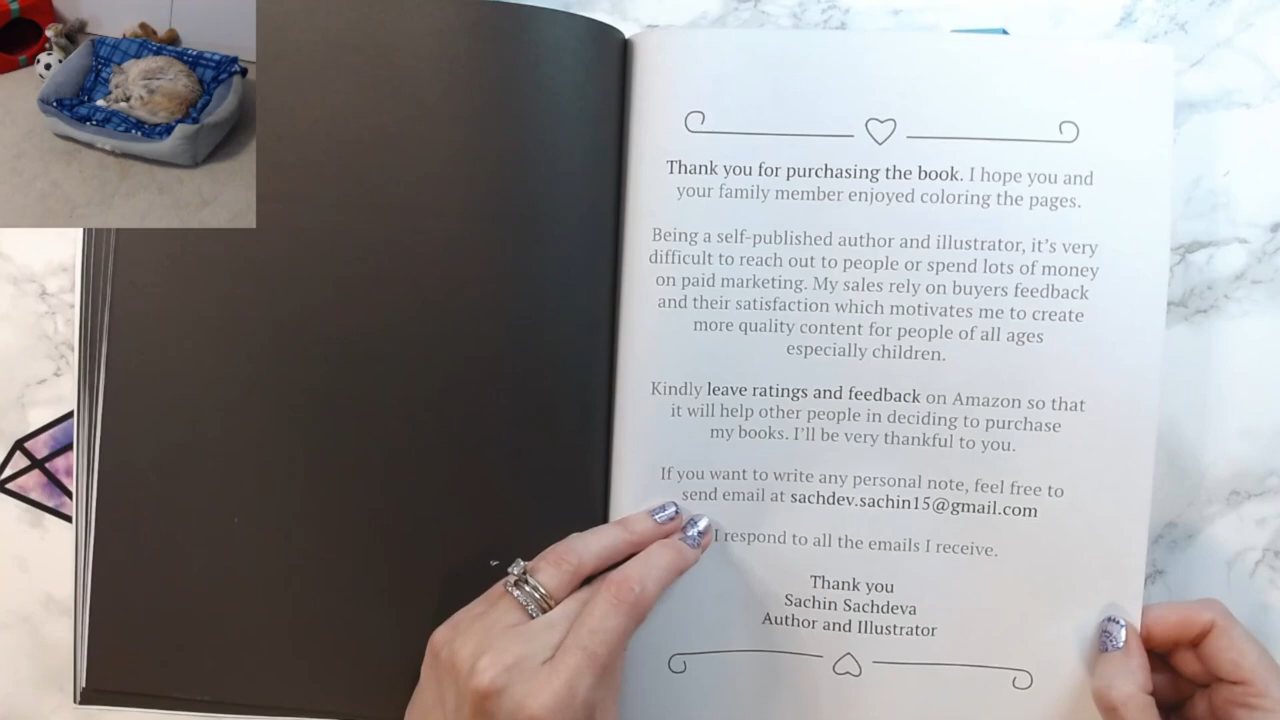 Thank you for purchasing the book. I hope you and
your family member enjoyed coloring the pages.
Being a self-published author and illustrator, it's very
difficult to reach out to people or spend lots of money
on paid marketing. My sales rely on buyers feedback
and their satisfaction which motivates me to create
more quality content for people of all ages
especially children.
Kindly leave ratings and feedback on Amazon so that
it will help other people in deciding to purchase
my books. I'll be very thankful to you.
If you want to write any personal note, feel free to
send email at sachdev.sachin15@gmail.com
I respond to all the emails I receive.
Thank you
Sachin Sachdeva
Author and Illustrator